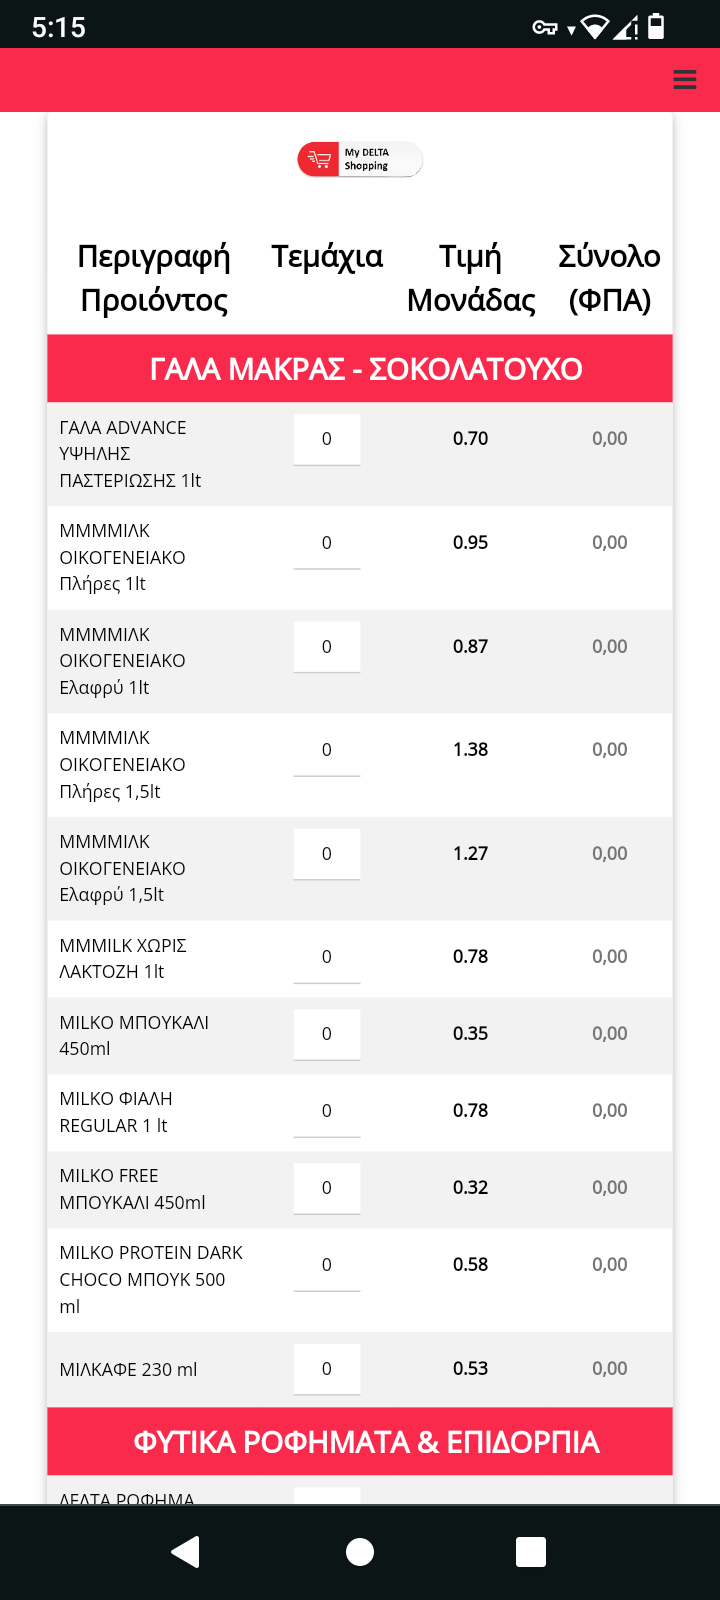 5:15
My DELTA
Shopping
Περιγραφή Προιόντος Τεμάχια Τιμή Μονάδας Σύνολο (ΦΠΑ)
ΓΑΛΑ ΜΑΚΡΑΣ - ΣΟΚΟΛΑΤΟΥΧΟ
ΓΑΛΑ ADVANCE 0 0.70 0,00
ΥΨΗΛΗΣ
ΠΑΣΤΕΡΙΩΣΗΣ 1lt
ΜΜΜΜΙΛΚ 0 0.95 0,00
ΟΙΚΟΓΕΝΕΙΑΚΟ
Πλήρες 1lt
ΜΜΜΜΙΛΚ 0 0.87 0,00
ΟΙΚΟΓΕΝΕΙΑΚΟ
Ελαφρύ 1lt
ΜΜΜΜΙΛΚ 0 1.38 0,00
ΟΙΚΟΓΕΝΕΙΑΚΟ
Πλήρες 1,5lt
ΜΜΜΜΙΛΚ 0 1.27 0,00
ΟΙΚΟΓΕΝΕΙΑΚΟ
Ελαφρύ 1,5lt
MMMILK ΧΩΡΙΣ 0 0.78 0,00
ΛΑΚΤΟΖΗ 1lt
MILKO ΜΠΟΥΚΑΛΙ 0 0.35 0,00
450ml
MILKO ΦΙΑΛΗ 0 0.78 0,00
REGULAR 1 lt
MILKO FREE 0 0.32 0,00
ΜΠΟΥΚΑΛΙ 450ml
MILKO PROTEIN DARK 0 0.58 0,00
CHOCO ΜΠΟΥΚ 500
ml
ΜΙΛΚΑΦΕ 230 ml 0 0.53 0,00
ΦΥΤΙΚΑ ΡΟΦΗΜΑΤΑ & ΕΠΙΔΟΡΠΙΑ
ΔΕΛΤΑ ΡΟΦΗΜΑ